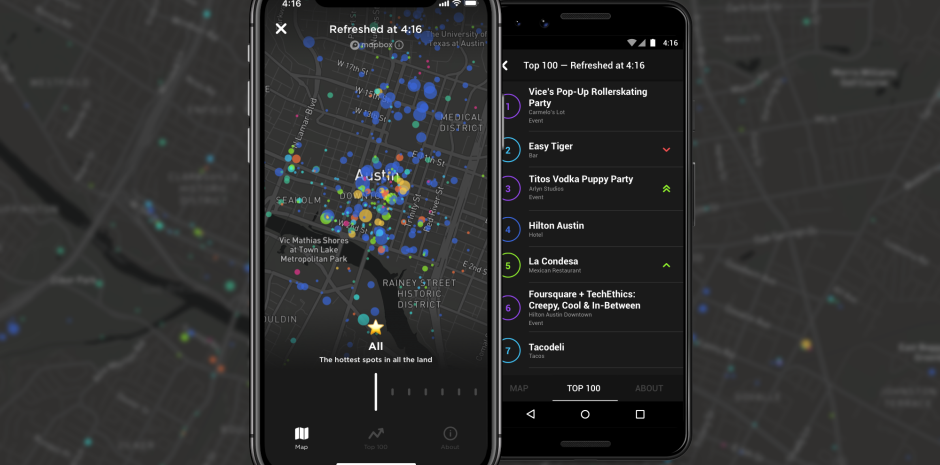 4:16
Refreshed at 4:16
mapbox
The University of
Texas at Austin
W 17th St
W 15th
N Lamar Blvd
MEDICAL
DISTRICT
E 11th St
Austin
SEAHOLM
Trinity St
Red River St
Vic Mathias Shores
at Town Lake
Metropolitan Park
E 2nd S
RAINEY STREET
HISTORIC
DISTRICT
OULDIN
All
The hottest spots in all the land
Map
Top 100
About
4:16
Top 100 — Refreshed at 4:16
1
Vice's Pop-Up Rollerskating
Party
Carmelo's Lot
Event
2
Easy Tiger
Bar
3
Titos Vodka Puppy Party
Arlyn Studios
Event
4
Hilton Austin
Hotel
5
La Condesa
Mexican Restaurant
6
Foursquare + TechEthics:
Creepy, Cool & In-Between
Hilton Austin Downtown
Event
7
Tacodeli
Tacos
MAP
TOP 100
ABOUT